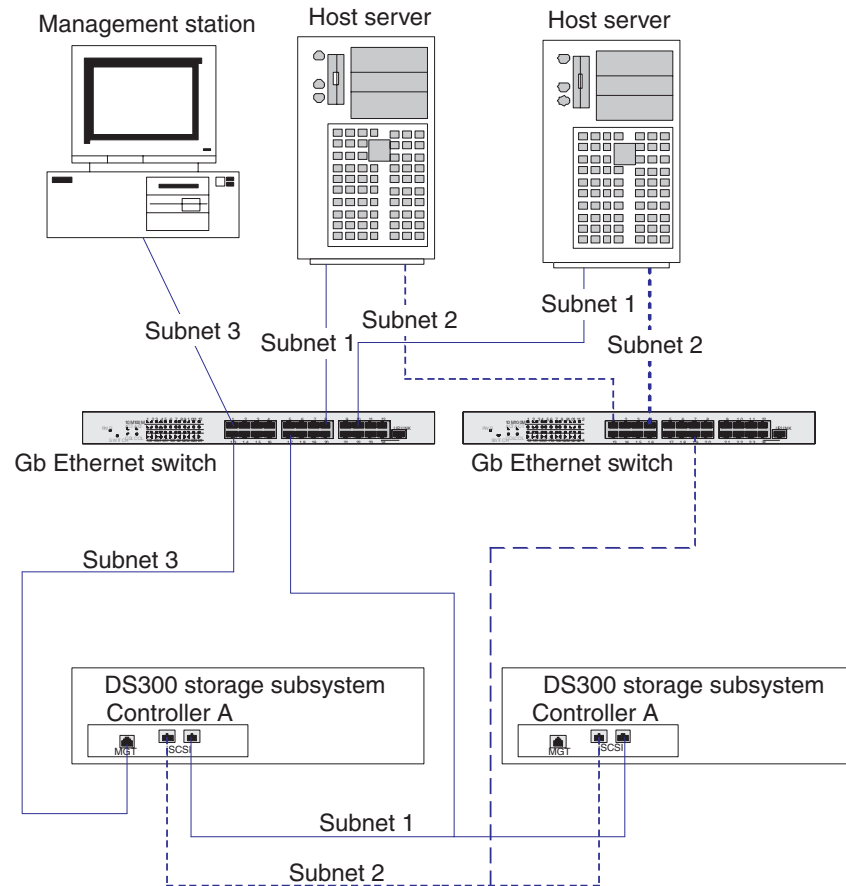 Management station
Host server
Host server
Subnet 3
Subnet 1
Subnet 2
Subnet 1
Subnet 2
Gb Ethernet switch
Gb Ethernet switch
Subnet 3
DS300 storage subsystem
Controller A
MGT
SCSI
DS300 storage subsystem
Controller A
MGT
SCSI
Subnet 1
Subnet 2